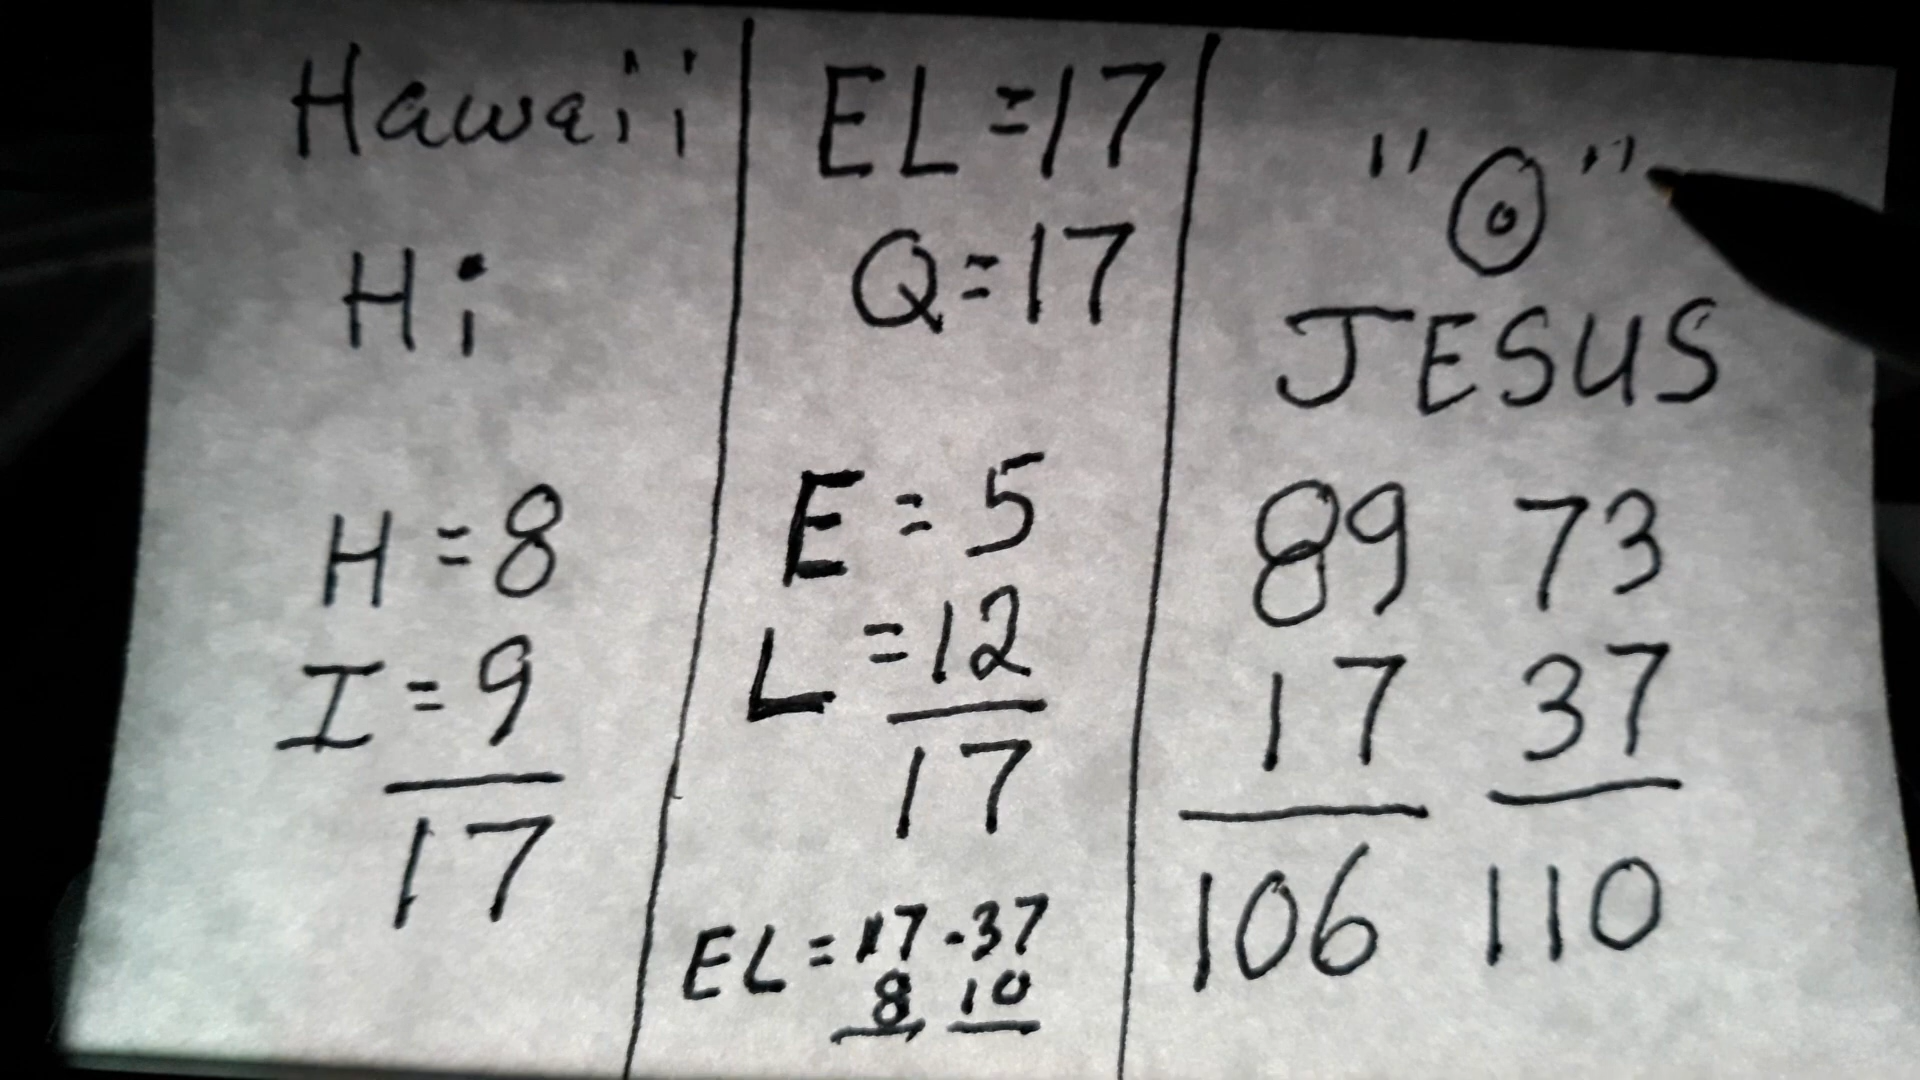 Hawaii
Hi
H = 8
I = 9
17
EL = 17
Q = 17
E = 5
L = 12
17
EL = 17 - 37
8 10
"O"
JESUS
89 73
17 37
106 110